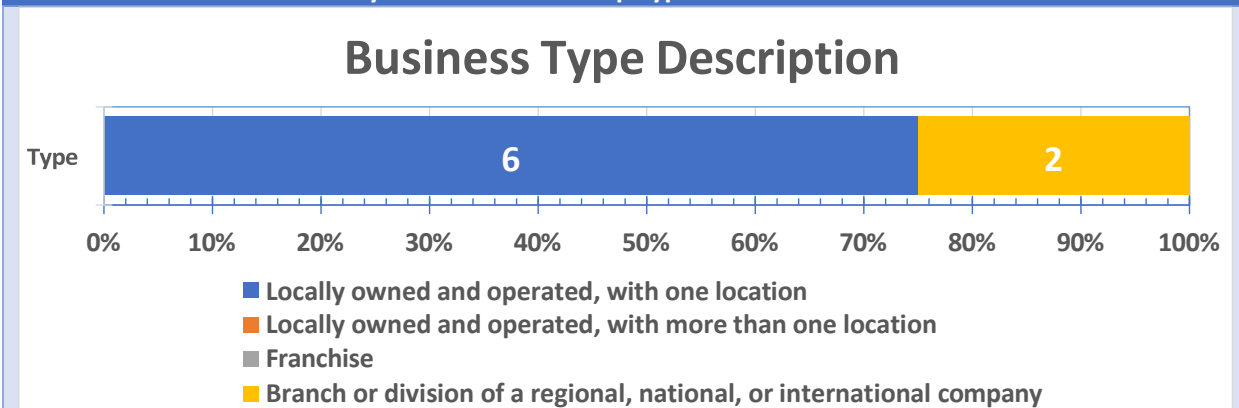 Business Type Description
6
2
Type
0%
10%
20%
30%
40%
50%
60%
70%
80%
90%
100%
Locally owned and operated, with one location
Locally owned and operated, with more than one location
Franchise
Branch or division of a regional, national, or international company